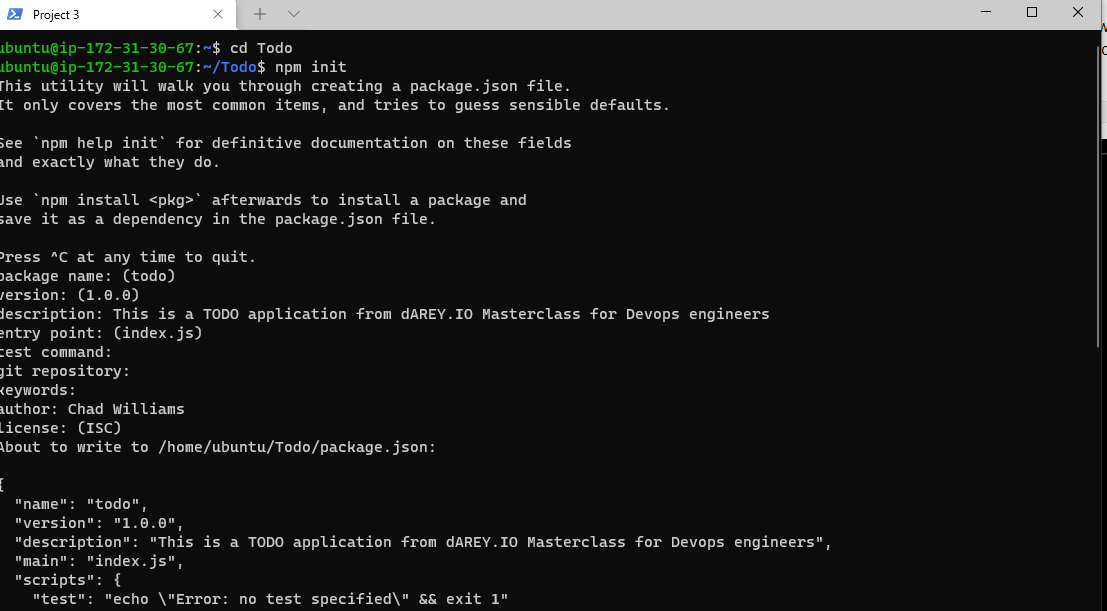 Project 3
ubuntu@ip-172-31-30-67:~$ cd Todo
ubuntu@ip-172-31-30-67:~/Todo$ npm init
This utility will walk you through creating a package.json file.
It only covers the most common items, and tries to guess sensible defaults.
See `npm help init` for definitive documentation on these fields
and exactly what they do.
Use `npm install <pkg>` afterwards to install a package and
save it as a dependency in the package.json file.
Press ^C at any time to quit.
package name: (todo)
version: (1.0.0)
description: This is a TODO application from dAREY.IO Masterclass for Devops engineers
entry point: (index.js)
test command:
git repository:
keywords:
author: Chad Williams
license: (ISC)
About to write to /home/ubuntu/Todo/package.json:
{
  "name": "todo",
  "version": "1.0.0",
  "description": "This is a TODO application from dAREY.IO Masterclass for Devops engineers",
  "main": "index.js",
  "scripts": {
    "test": "echo \"Error: no test specified\" && exit 1"